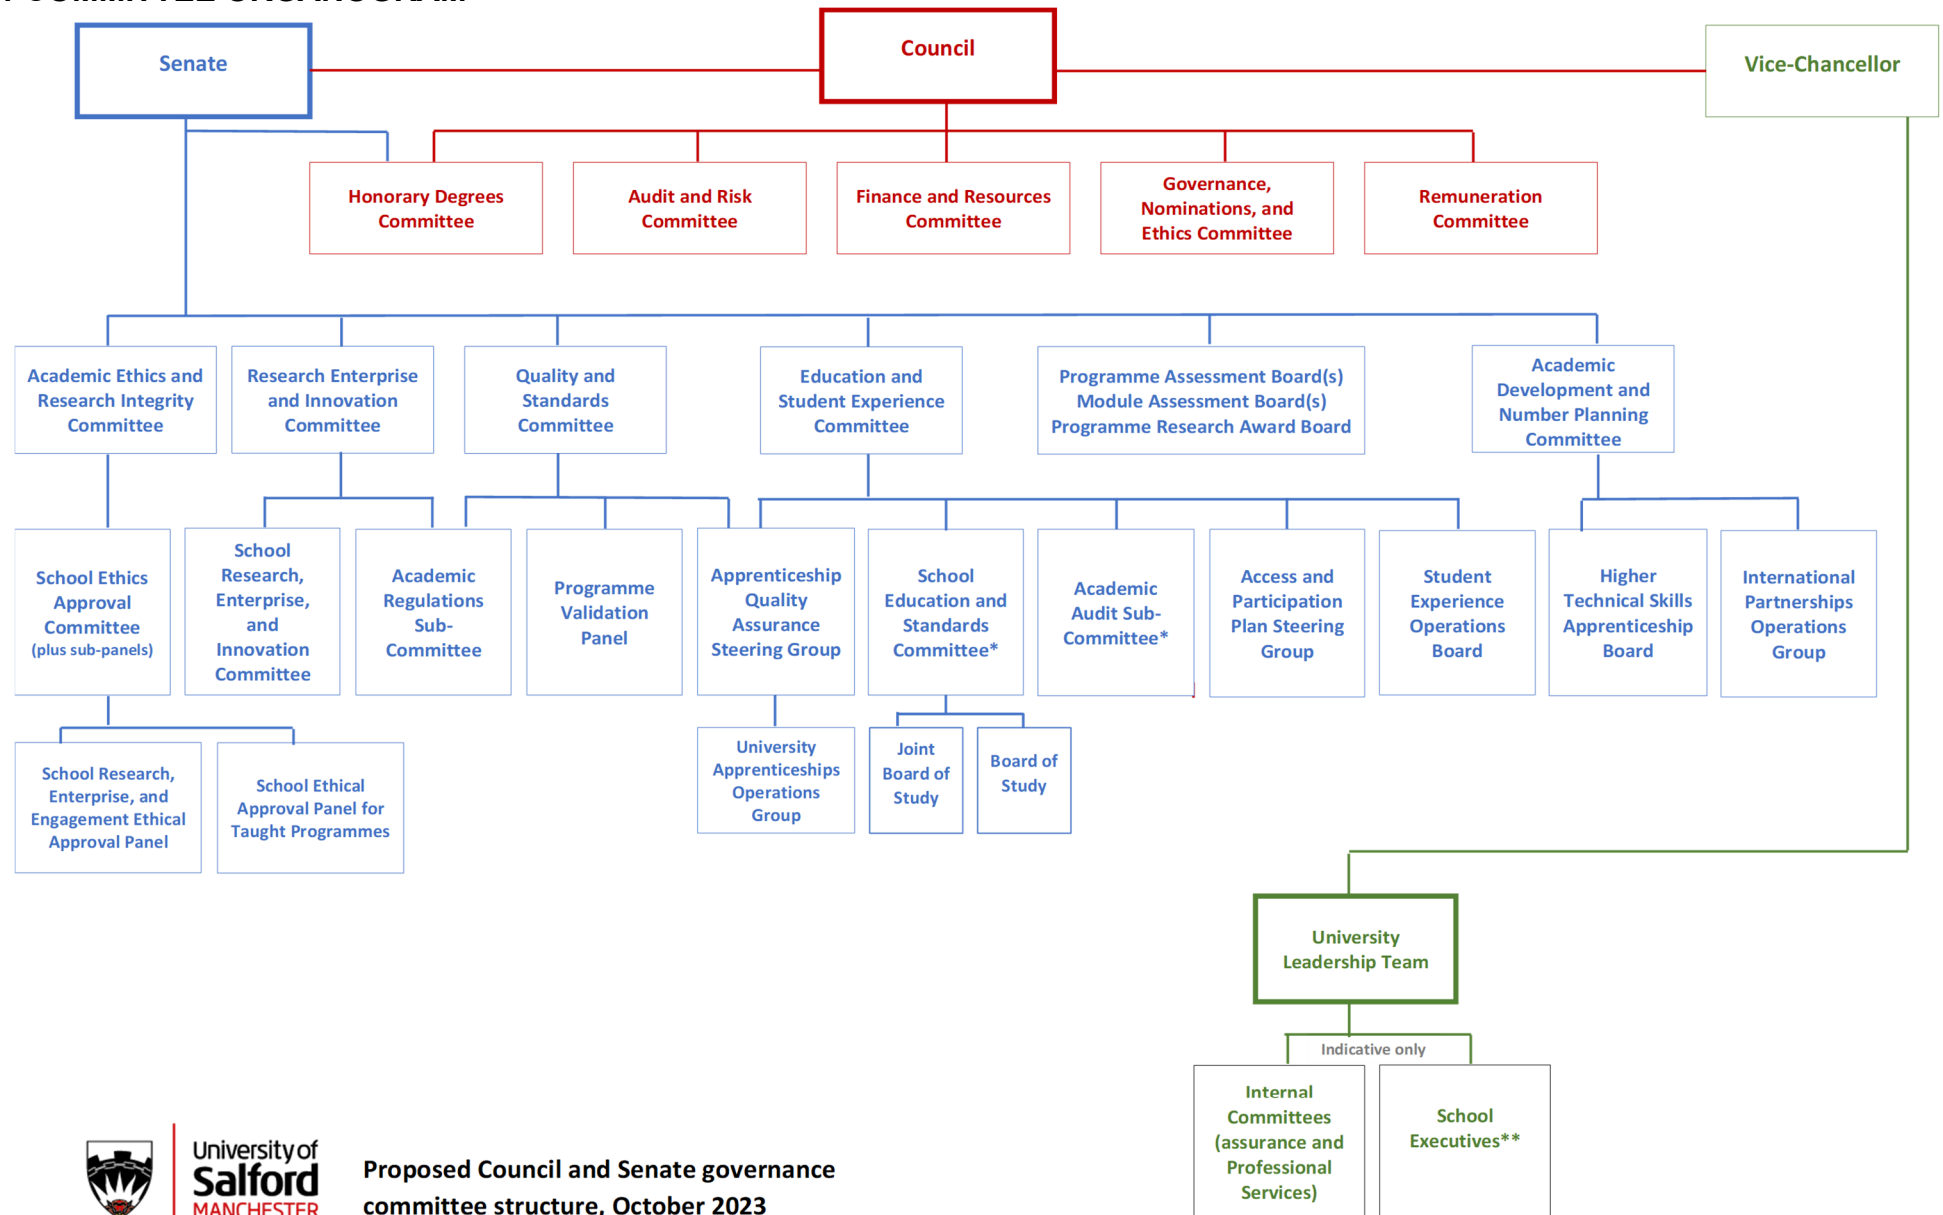 COMMITTEE ORGANOGRAM
Senate
Council
Vice-Chancellor
Honorary Degrees
Committee
Audit and Risk
Committee
Finance and Resources
Committee
Governance,
Nominations, and
Ethics Committee
Remuneration
Committee
Academic Ethics and
Research Integrity
Committee
Research Enterprise
and Innovation
Committee
Quality and
Standards
Committee
Education and
Student Experience
Committee
Programme Assessment Board(s)
Module Assessment Board(s)
Programme Research Award Board
Academic
Development and
Number Planning
Committee
School Ethics
Approval
Committee
(plus sub-panels)
School
Research,
Enterprise,
and
Innovation
Committee
Academic
Regulations
Sub-
Committee
Programme
Validation
Panel
Apprenticeship
Quality
Assurance
Steering Group
School
Education and
Standards
Committee*
Academic
Audit Sub-
Committee*
Access and
Participation
Plan Steering
Group
Student
Experience
Operations
Board
Higher
Technical Skills
Apprenticeship
Board
International
Partnerships
Operations
Group
School Research,
Enterprise, and
Engagement Ethical
Approval Panel
School Ethical
Approval Panel for
Taught Programmes
University
Apprenticeships
Operations
Group
Joint
Board of
Study
Board of
Study
University
Leadership Team
Indicative only
Internal
Committees
(assurance and
Professional
Services)
School
Executives**
University of
Salford
MANCHESTER
Proposed Council and Senate governance
committee structure, October 2023